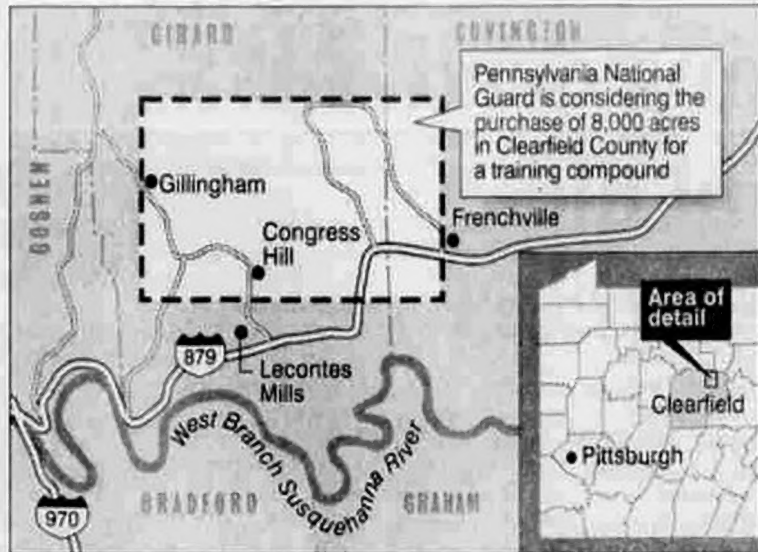 GIRARD
COVINGTON
Pennsylvania National
Guard is considering the
purchase of 8,000 acres
in Clearfield County for
a training compound
GOSHEN
Gillingham
Congress
Hill
Frenchville
879
Lecontes
Mills
West Branch Susquehanna River
BRADFORD
GRAHAM
970
Area of
detail
Clearfield
Pittsburgh